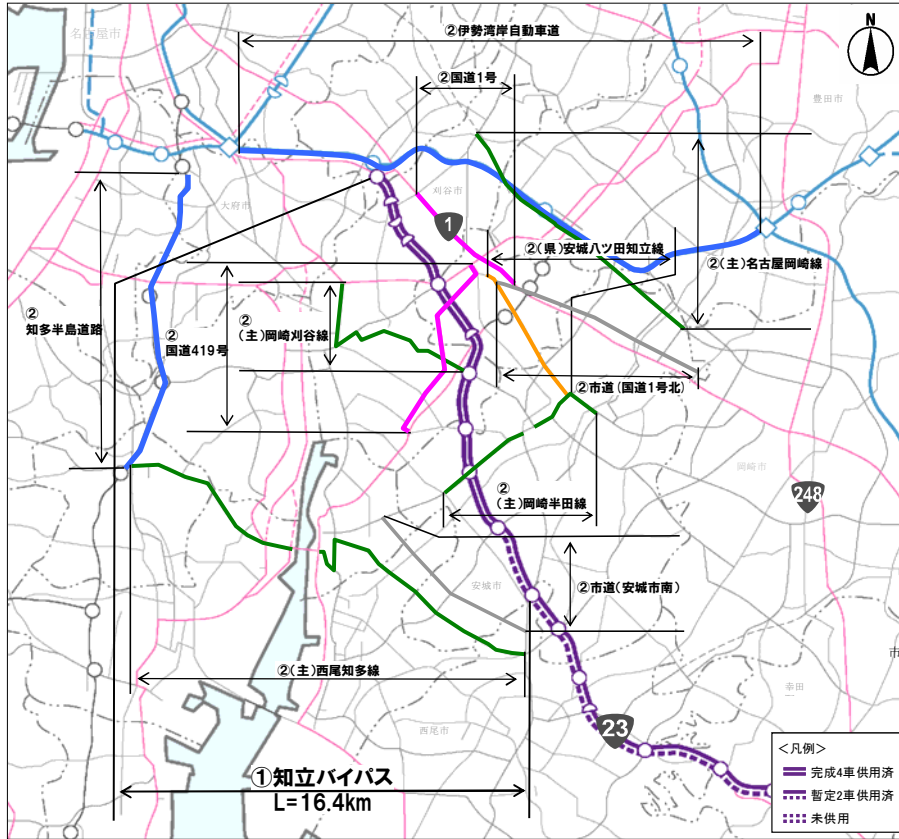 名古屋市
②伊勢湾岸自動車道
N
②国道1号
豊田市
刈谷市
大府市
1
②(県)安城八ツ田知立線
②(主)名古屋岡崎線
②
知多半島道路
②
国道419号
②
(主)岡崎刈谷線
②市道(国道1号北)
岡崎市
②
(主)岡崎半田線
248
安城市
②市道(安城市南)
市
②(主)西尾知多線
幸田
西尾市
23
①知立バイパス
L=16.4km
<凡例>
完成4車供用済
暫定2車供用済
未供用